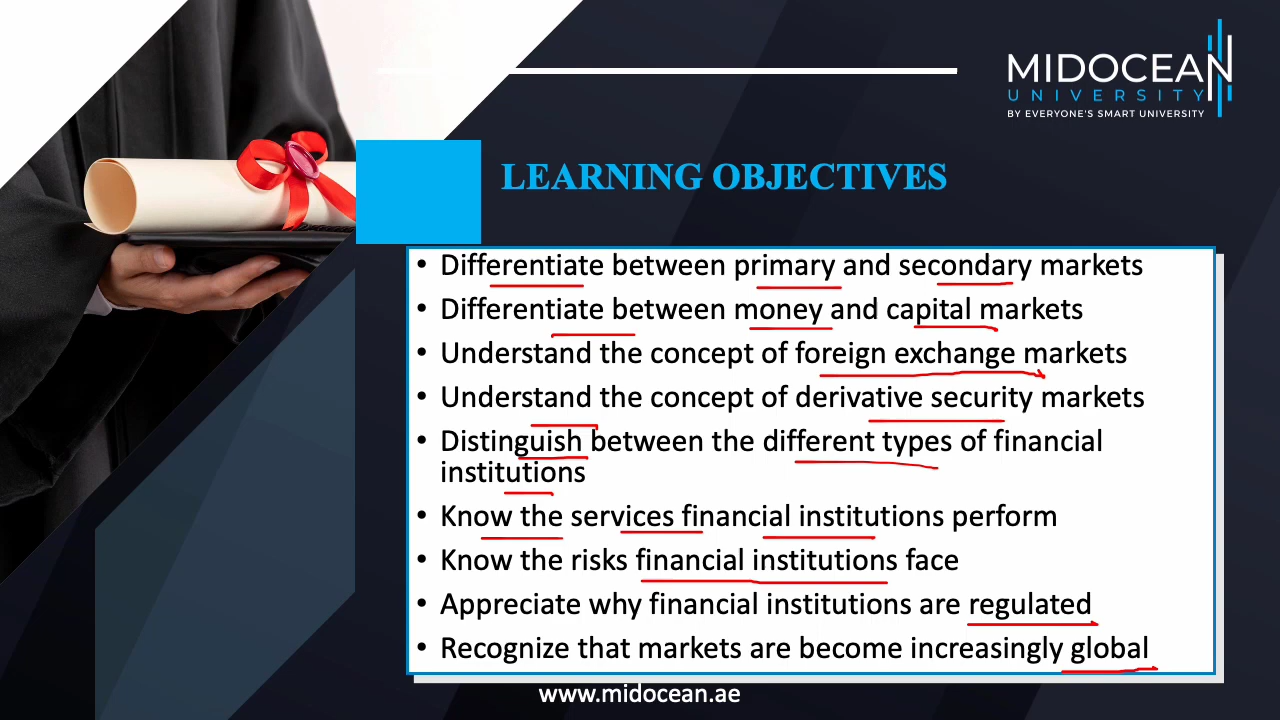 MIDOCEAN
UNIVERSITY
BY EVERYONE'S SMART UNIVERSITY
LEARNING OBJECTIVES
• Differentiate between primary and secondary markets
• Differentiate between money and capital markets
• Understand the concept of foreign exchange markets
• Understand the concept of derivative security markets
• Distinguish between the different types of financial
institutions
• Know the services financial institutions perform
• Know the risks financial institutions face
• Appreciate why financial institutions are regulated
• Recognize that markets are become increasingly global
www.midocean.ae